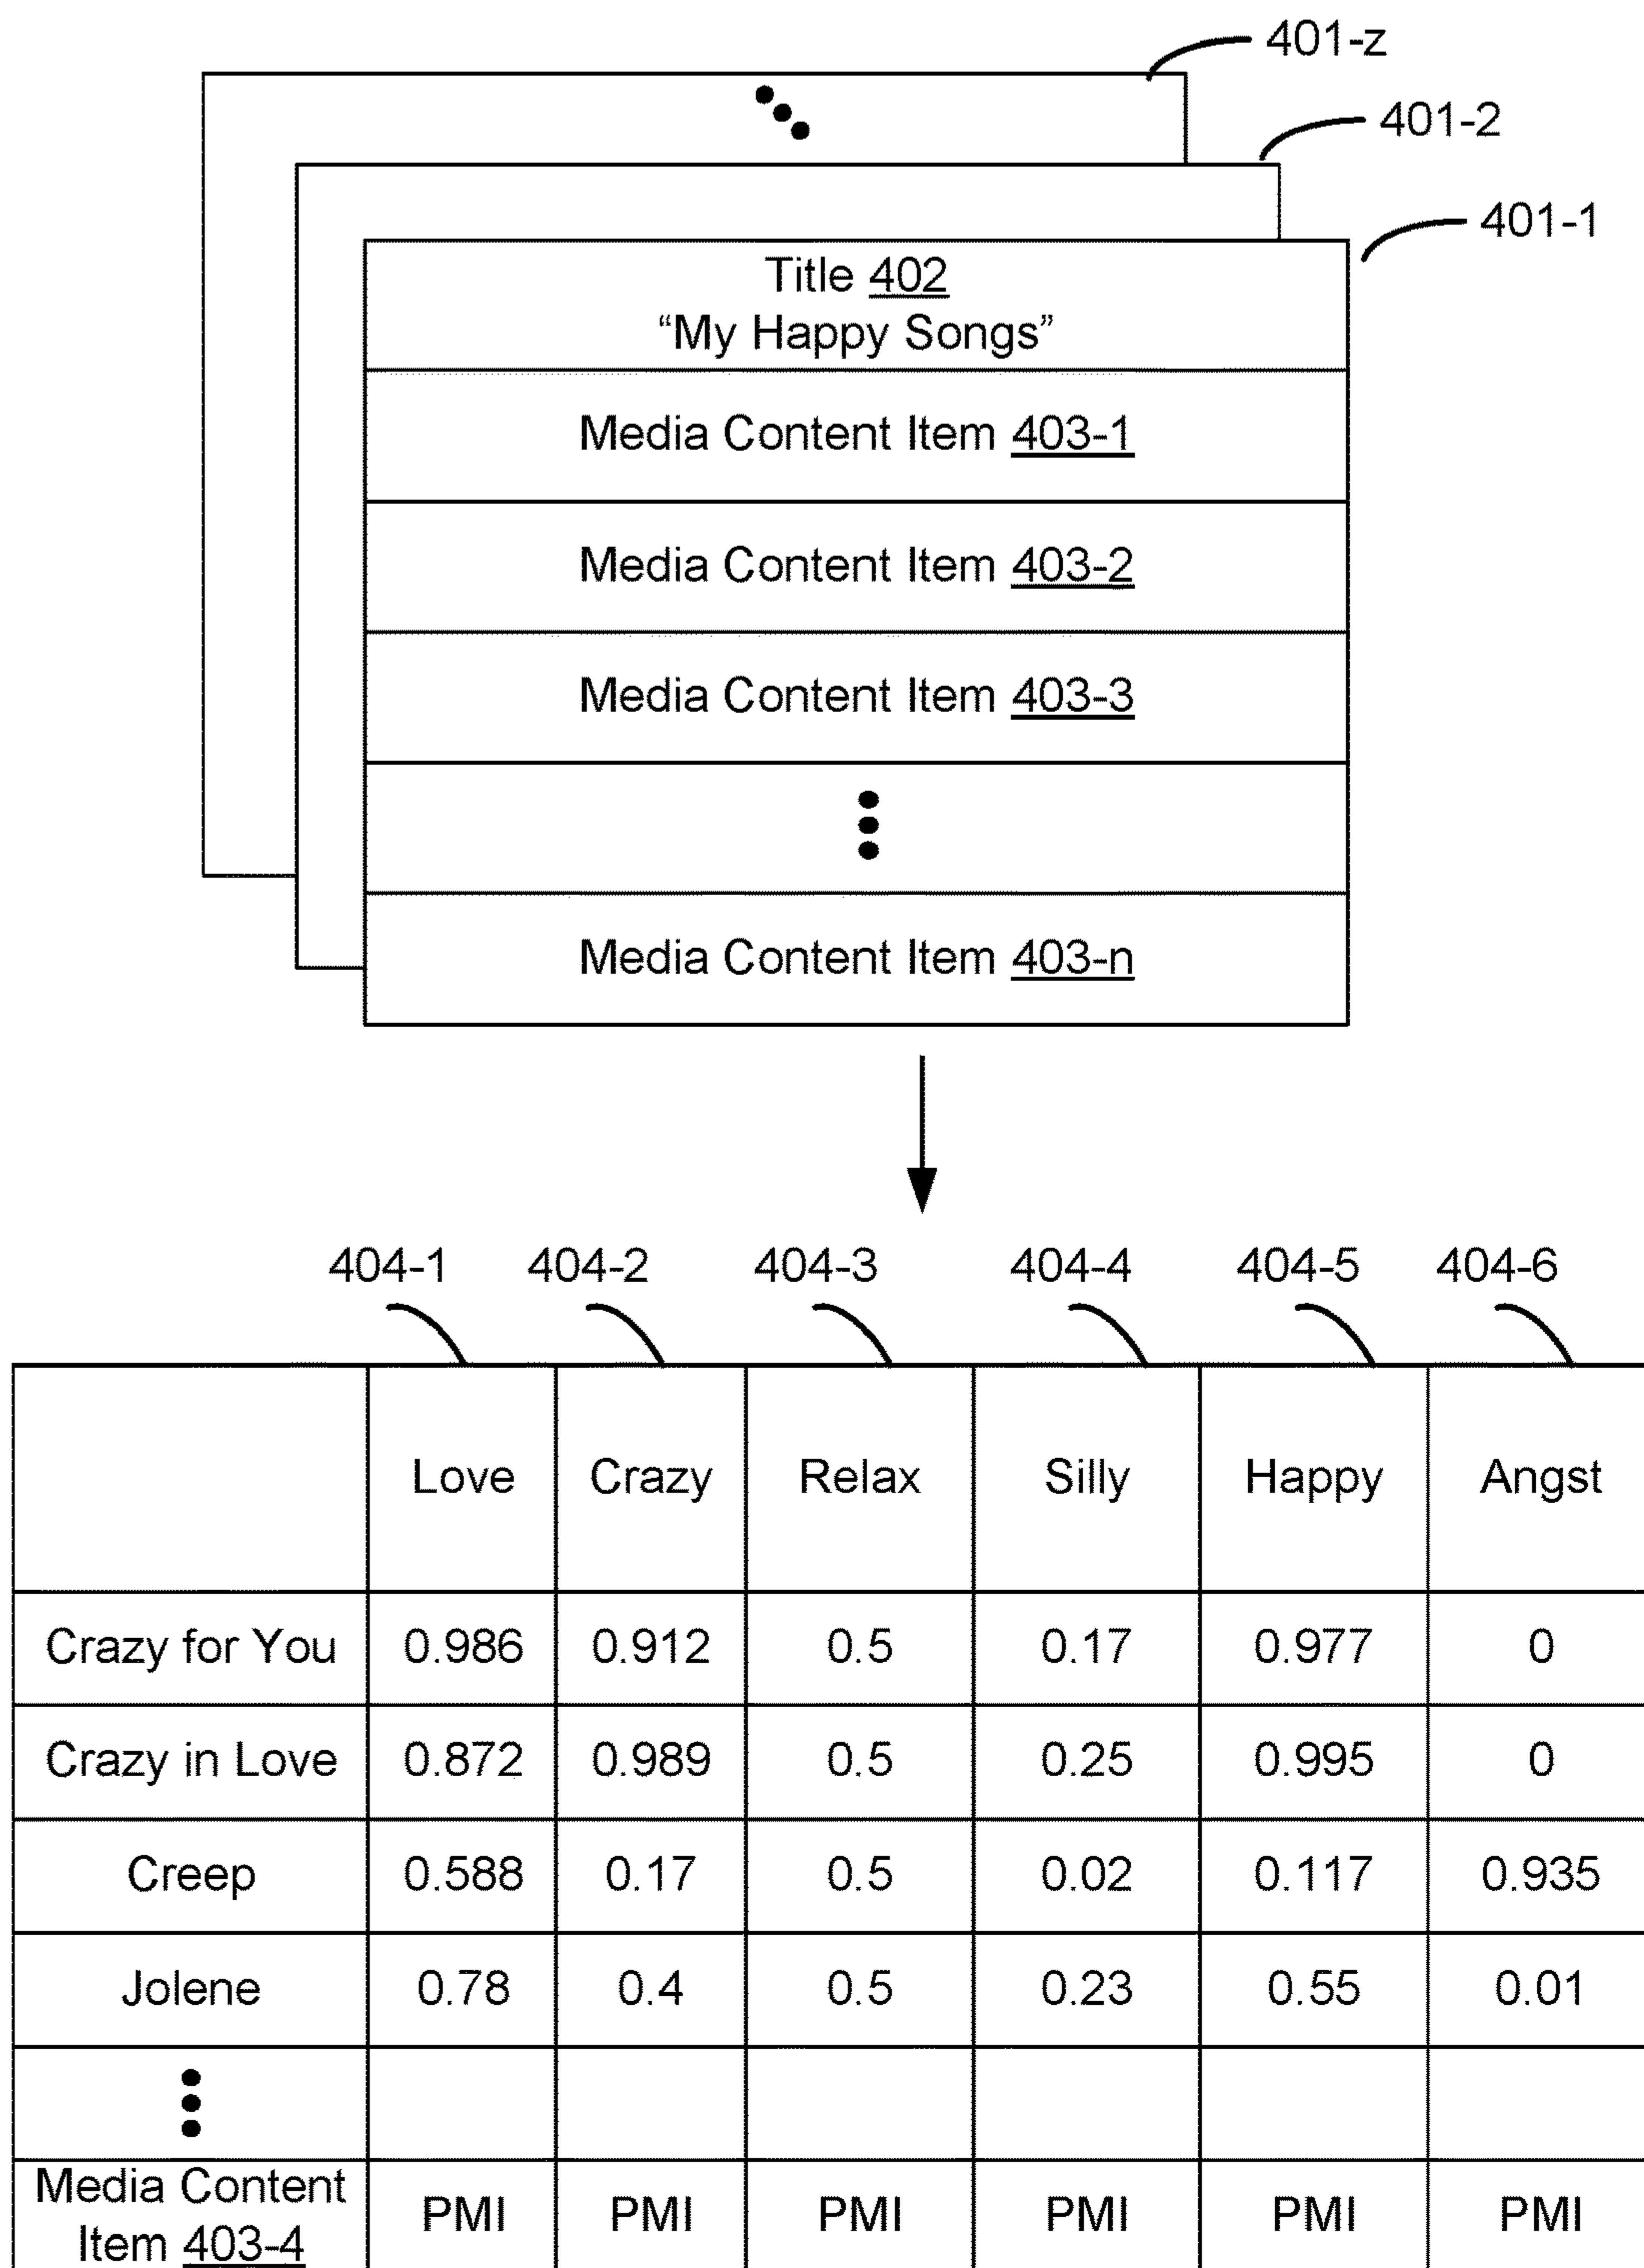 401-z
401-2
401-1
Title 402
“My Happy Songs”
Media Content Item 403-1
Media Content Item 403-2
Media Content Item 403-3
Media Content Item 403-n
404-1 404-2 404-3 404-4 404-5 404-6
Love Crazy Relax Silly Happy Angst
Crazy for You 0.986 0.912 0.5 0.17 0.977 0
Crazy in Love 0.872 0.989 0.5 0.25 0.995 0
Creep 0.588 0.17 0.5 0.02 0.117 0.935
Jolene 0.78 0.4 0.5 0.23 0.55 0.01
Media Content
Item 403-4 PMI PMI PMI PMI PMI PMI